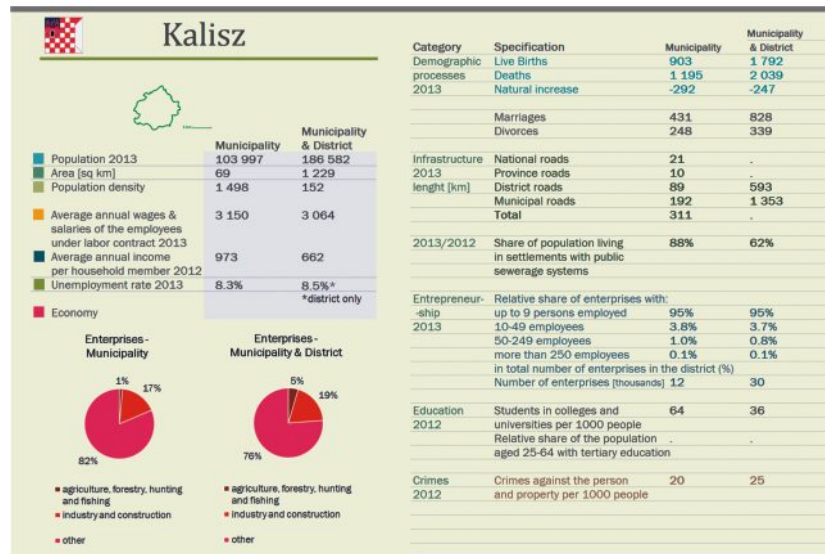 Kalisz
Municipality Municipality & District
Population 2013 103 997 186 582
Area [sq km] 69 1 229
Population density 1 498 152
Average annual wages & 3 150 3 064
salaries of the employees
under labor contract 2013
Average annual income 973 662
per household member 2012
Unemployment rate 2013 8.3% 8.5%*
*district only
Economy
Enterprises -
Municipality
1%
17%
82%
agriculture, forestry, hunting
and fishing
industry and construction
other
Enterprises -
Municipality & District
5%
19%
76%
agriculture, forestry, hunting
and fishing
industry and construction
other
Municipality
Category Specification Municipality & District
Demographic Live Births 903 1 792
processes Deaths 1 195 2 039
2013 Natural increase -292 -247
Marriages 431 828
Divorces 248 339
Infrastructure National roads 21 .
2013 Province roads 10 .
lenght [km] District roads 89 593
Municipal roads 192 1 353
Total 311 .
2013/2012 Share of population living 88% 62%
in settlements with public
sewerage systems
Entrepreneur- Relative share of enterprises with:
-ship up to 9 persons employed 95% 95%
2013 10-49 employees 3.8% 3.7%
50-249 employees 1.0% 0.8%
more than 250 employees 0.1% 0.1%
in total number of enterprises in the district (%)
Number of enterprises [thousands] 12 30
Education Students in colleges and 64 36
2012 universities per 1000 people
Relative share of the population . .
aged 25-64 with tertiary education
Crimes Crimes against the person 20 25
2012 and property per 1000 people